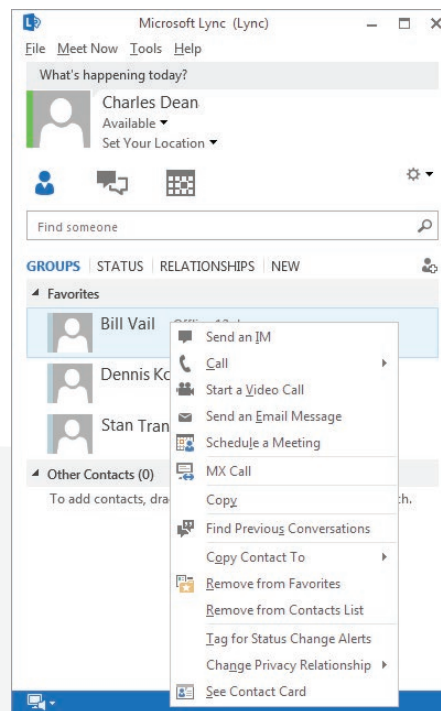 Microsoft Lync (Lync)
File Meet Now Tools Help
What's happening today?
Charles Dean
Available
Set Your Location
Find someone
GROUPS STATUS RELATIONSHIPS NEW
Favorites
Bill Vail
Dennis
Stan Tran
Other Contacts (0)
To add contacts,
Send an IM
Call
Start a Video Call
Send an Email Message
Schedule a Meeting
MX Call
Copy
Find Previous Conversations
Copy Contact To
Remove from Favorites
Remove from Contacts List
Tag for Status Change Alerts
Change Privacy Relationship
See Contact Card